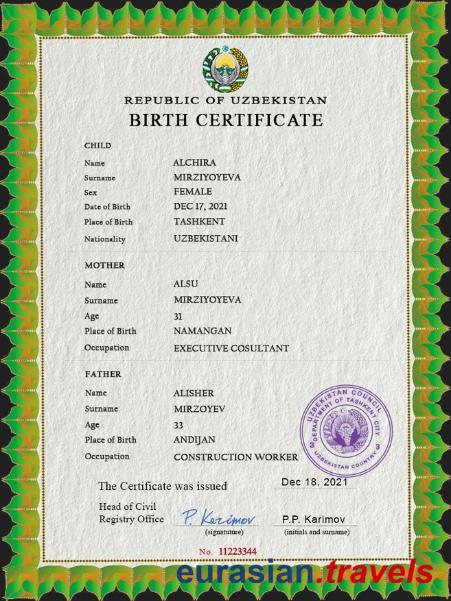 REPUBLIC OF UZBEKISTAN
BIRTH CERTIFICATE
CHILD
Name ALCHIRA
Surname MIRZIYOYEVA
Sex FEMALE
Date of Birth DEC 17, 2021
Place of Birth TASHKENT
Nationality UZBEKISTANI
MOTHER
Name ALSU
Surname MIRZIYOYEVA
Age 31
Place of Birth NAMANGAN
Occupation EXECUTIVE COSULTANT
FATHER
Name ALISHER
Surname MIRZOYEV
Age 33
Place of Birth ANDIJAN
Occupation CONSTRUCTION WORKER
UZBEKISTAN COUNCIL
DEPARTMENT OF TASHKENT CITY
UZBEKISTAN COUNTRY
The Certificate was issued Dec 18, 2021
Head of Civil
Registry Office P. Karimov P.P. Karimov
(signatuture) (initials and surname)
No. 11223344
eurasian.travels